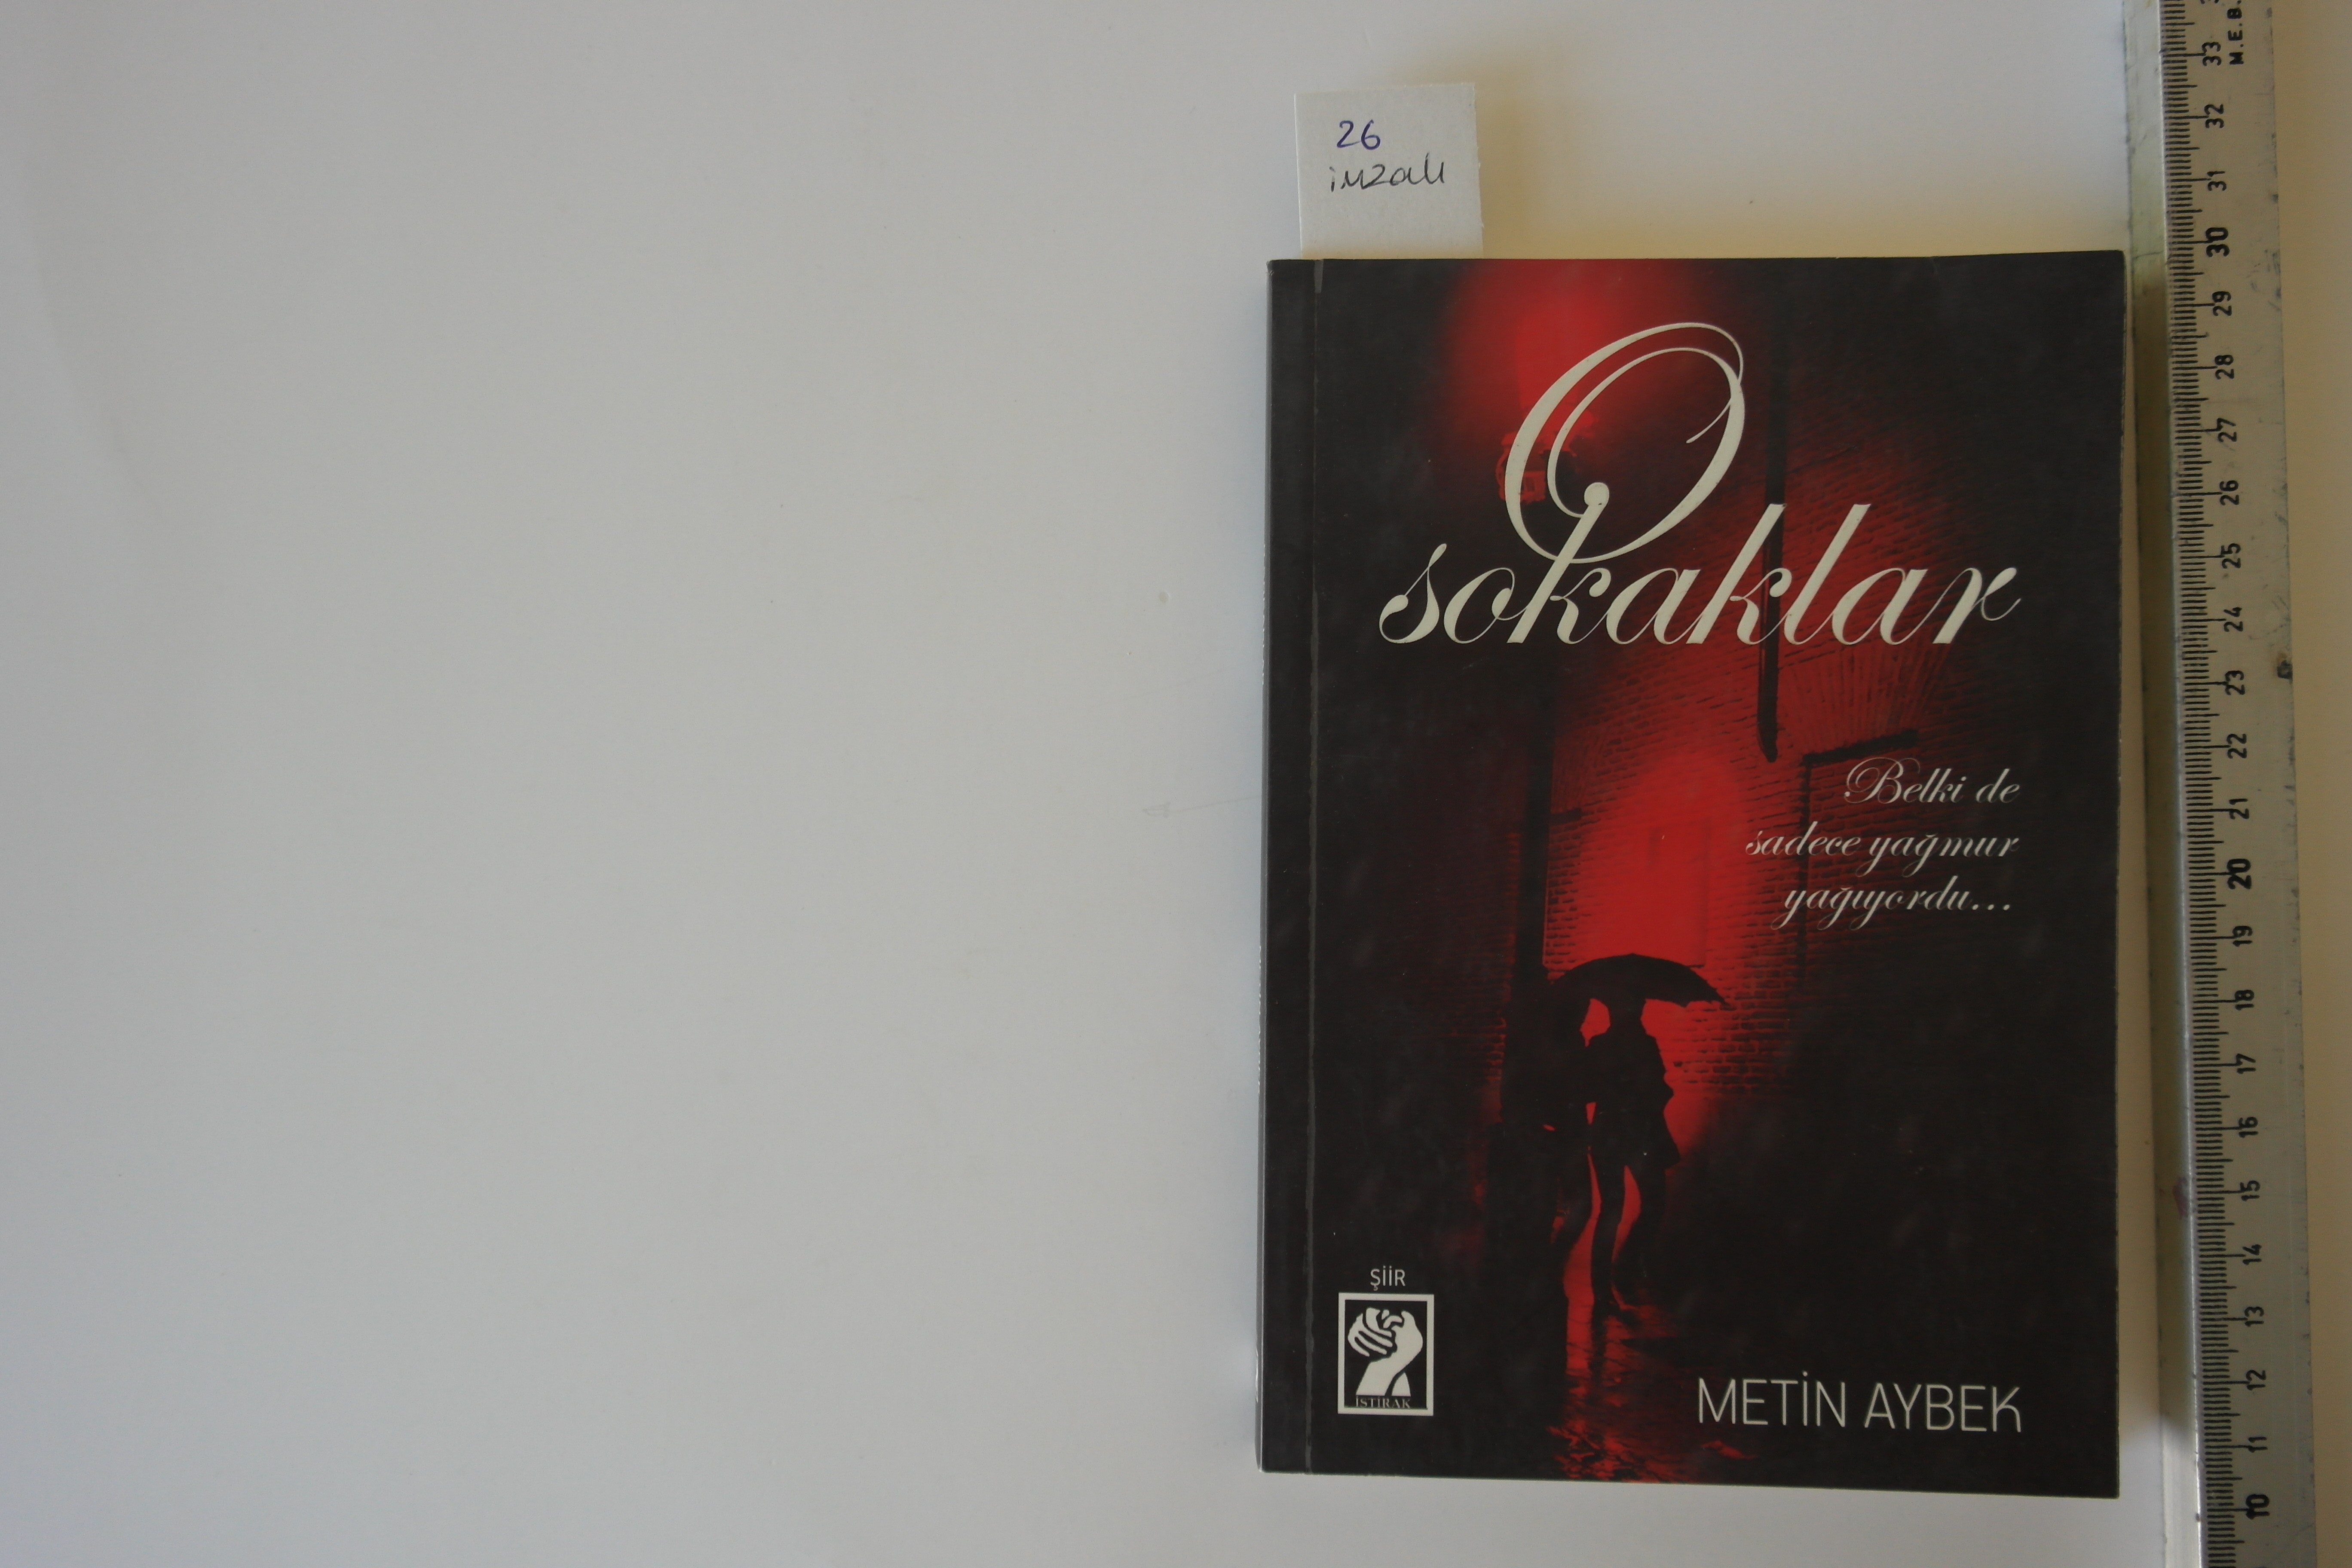 26
imzalı
O
sokaklar
Belki de
sadece yağmur
yağıyordu...
ŞİİR
İSTİRAK
METİN AYBEK
M.E.B.
33
32
31
30
29
28
27
26
25
24
23
22
21
20
19
18
17
16
15
14
13
12
11
10